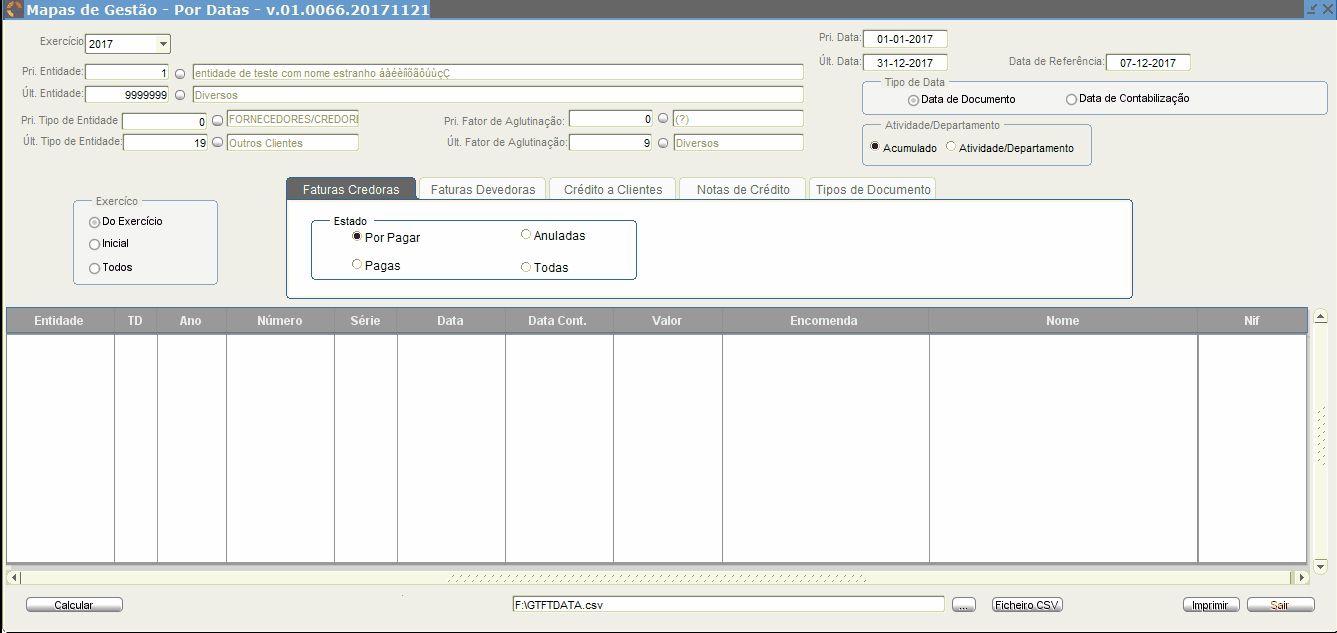 Mapas de Gestão - Por Datas - v.01.0066.20171121
Exercício 2017
Pri. Data: 01-01-2017
Últ. Data: 31-12-2017 Data de Referência: 07-12-2017
Pri. Entidade: 1 entidade de teste com nome estranho áàéèîíõãôúùçÇ
Últ. Entidade: 9999999 Diversos
Tipo de Data
Data de Documento Data de Contabilização
Pri. Tipo de Entidade 0 FORNECEDORES/CREDORI Pri. Fator de Aglutinação: 0 (?)
Últ. Tipo de Entidade: 19 Outros Clientes Últ. Fator de Aglutinação: 9 Diversos
Atividade/Departamento
Acumulado Atividade/Departamento
Faturas Credoras Faturas Devedoras Crédito a Clientes Notas de Crédito Tipos de Documento
Exercíco
Do Exercício
Inicial
Todos
Estado
Por Pagar Anuladas
Pagas Todas
Entidade TD Ano Número Série Data Data Cont. Valor Encomenda Nome Nif
Calcular F:\GTFTDATA.csv ... Ficheiro CSV Imprimir Sair